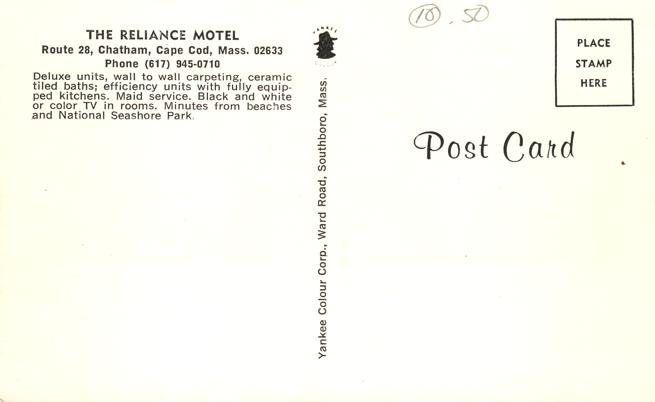 THE RELIANCE MOTEL
Route 28, Chatham, Cape Cod, Mass. 02633
Phone (617) 945-0710
Deluxe units, wall to wall carpeting, ceramic
tiled baths; efficiency units with fully equip-
ped kitchens. Maid service. Black and white
or color TV in rooms. Minutes from beaches
and National Seashore Park.
YANKEE
Yankee Colour Corp., Ward Road, Southboro, Mass.
10 .50
PLACE
STAMP
HERE
Post Card